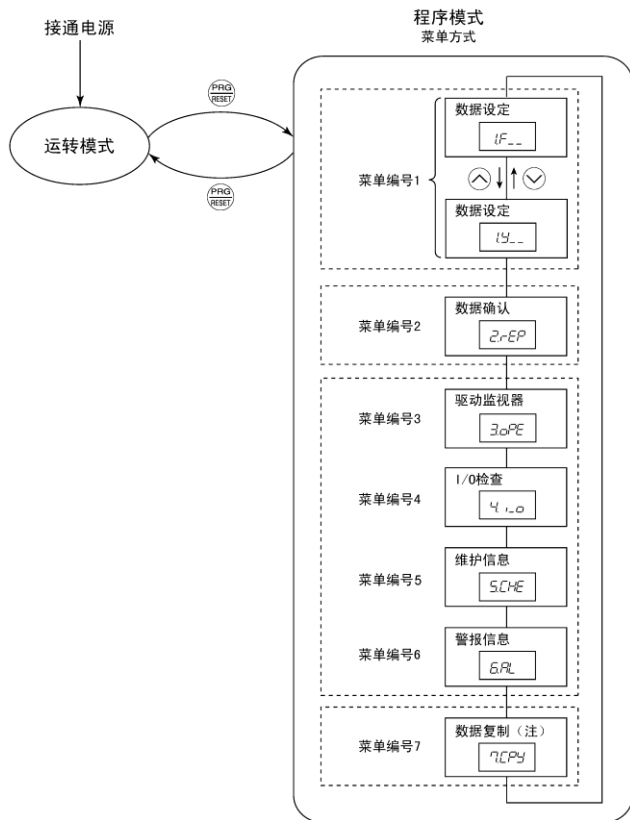 接通电源
程序模式
菜单方式
PRG
RESET
运转模式
PRG
RESET
菜单编号1
数据设定
1.F__
数据设定
1.y__
菜单编号2
数据确认
2.rEP
菜单编号3
驱动监视器
3.oPE
菜单编号4
I/O检查
4.i_o
菜单编号5
维护信息
5.CHE
菜单编号6
警报信息
6.AL
菜单编号7
数据复制（注）
7.CPy